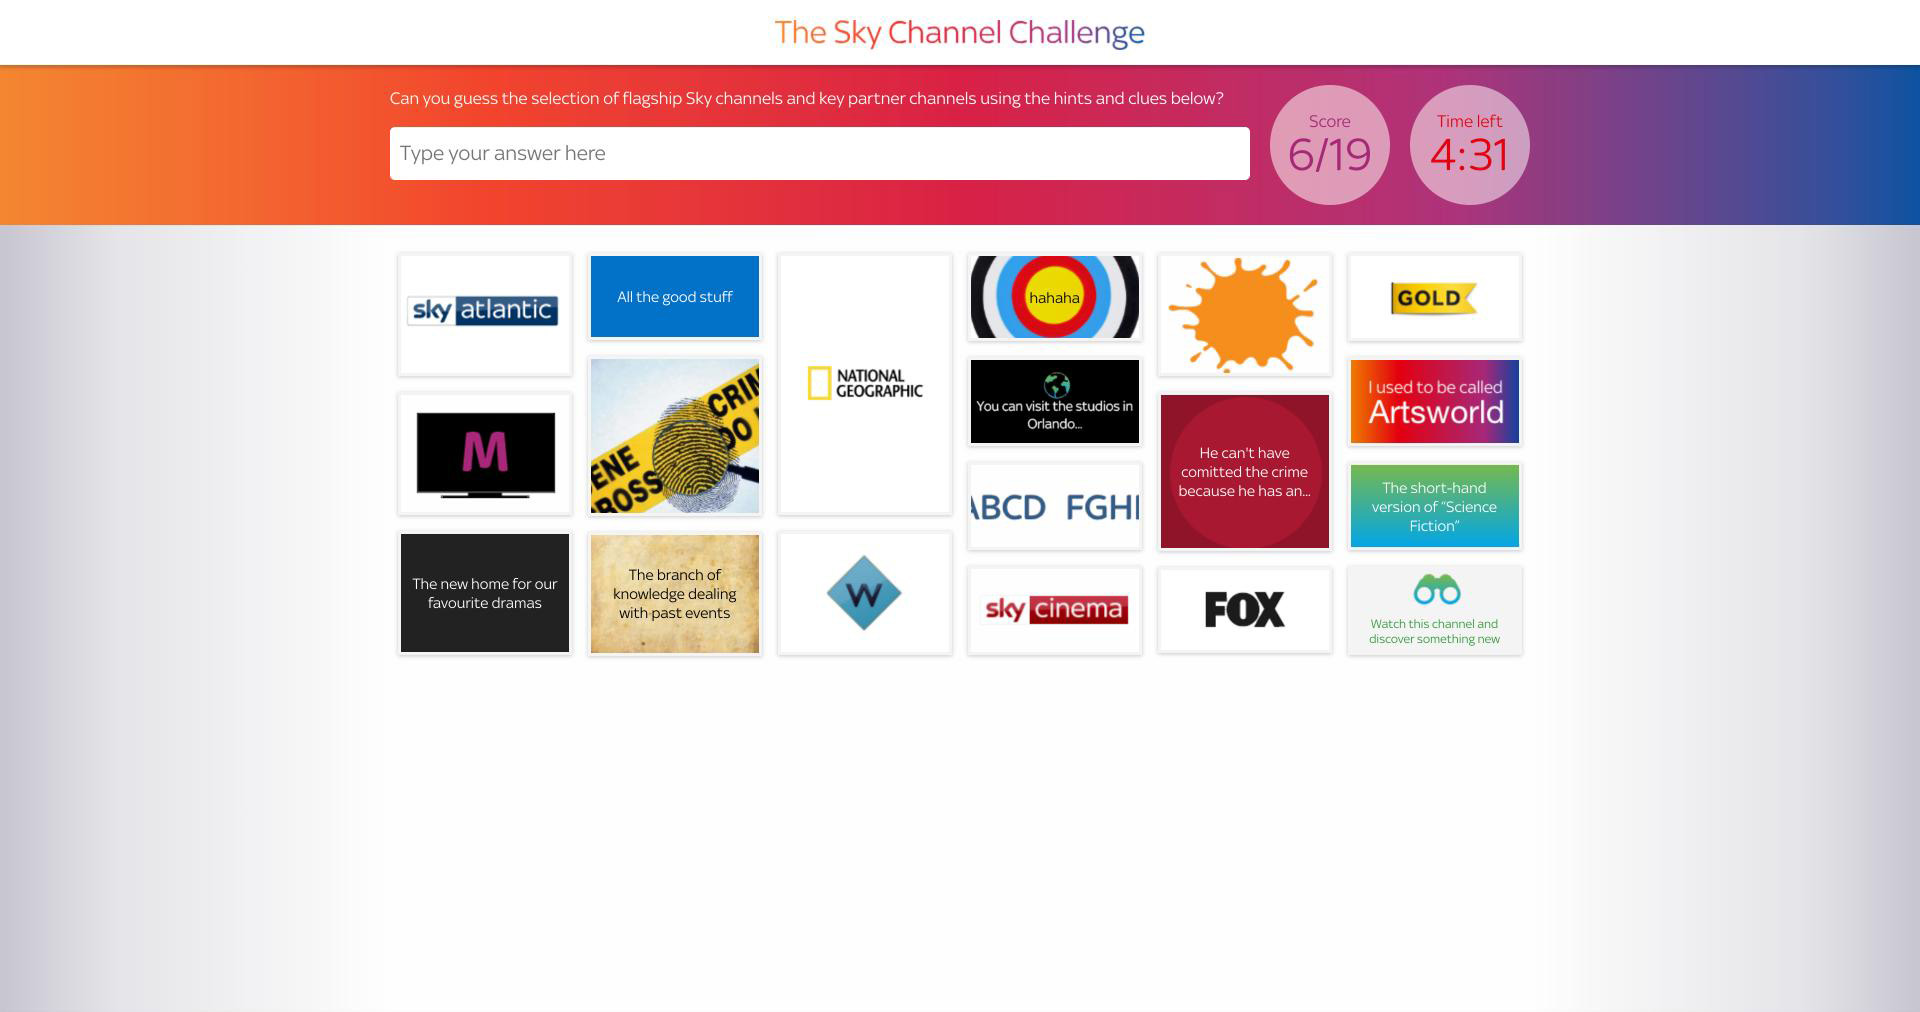 The Sky Channel Challenge
Can you guess the selection of flagship Sky channels and key partner channels using the hints and clues below?
Type your answer here
Score
6/19
Time left
4:31
sky atlantic
M
The new home for our
favourite dramas
All the good stuff
CRIM
DO
ENE
ROSS
The branch of
knowledge dealing
with past events
NATIONAL
GEOGRAPHIC
W
hahaha
You can visit the studios in
Orlando...
ABCD FGHI
sky cinema
He can't have
comitted the crime
because he has an...
FOX
GOLD
I used to be called
Artsworld
The short-hand
version of “Science
Fiction”
Watch this channel and
discover something new